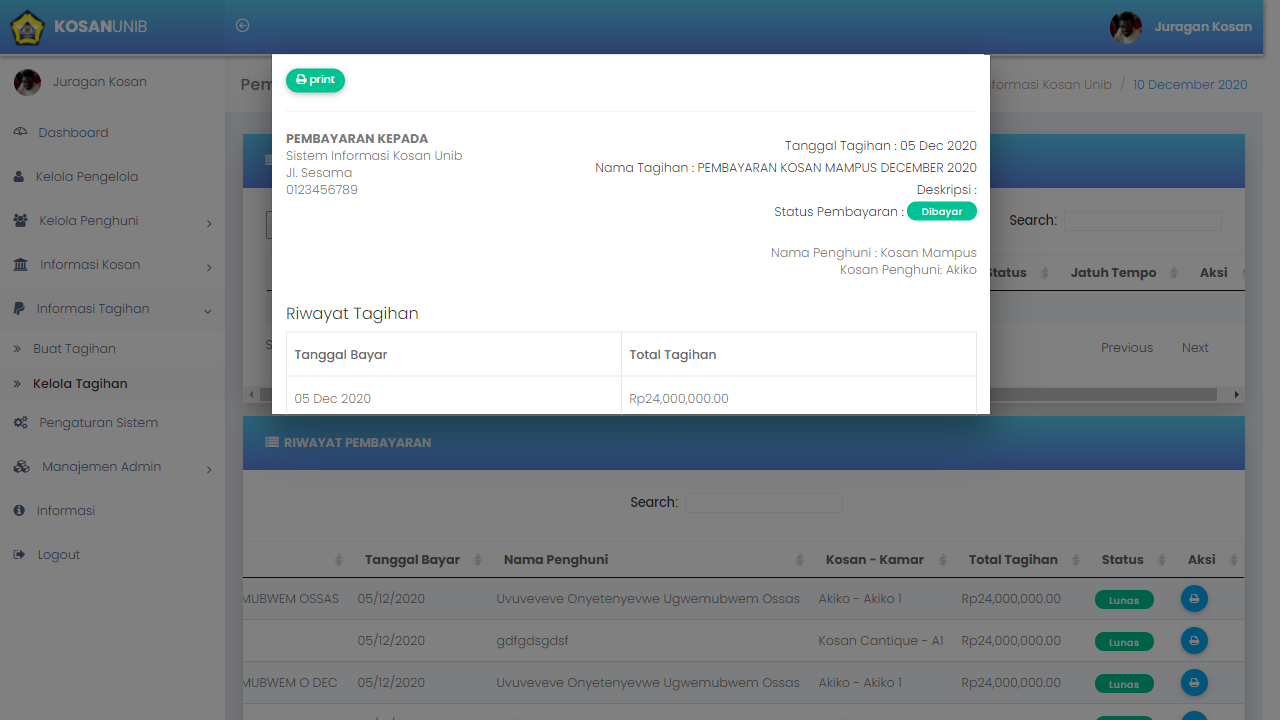 KOSANUNIB
Juragan Kosan
Juragan Kosan
Dashboard
Kelola Pengelola
Kelola Penghuni
Informasi Kosan
Informasi Tagihan
Buat Tagihan
Kelola Tagihan
Pengaturan Sistem
Manajemen Admin
Informasi
Logout
Kosan Unib / 10 December 2020
print
PEMBAYARAN KEPADA
Sistem Informasi Kosan Unib
Jl. Sesama
0123456789
Tanggal Tagihan : 05 Dec 2020
Nama Tagihan : PEMBAYARAN KOSAN MAMPUS DECEMBER 2020
Deskripsi :
Status Pembayaran : Dibayar
Nama Penghuni : Kosan Mampus
Kosan Penghuni: Akiko
Riwayat Tagihan
Tanggal Bayar Total Tagihan
05 Dec 2020 Rp24,000,000.00
Search:
Status Jatuh Tempo Aksi
Previous Next
RIWAYAT PEMBAYARAN
Search:
Tanggal Bayar Nama Penghuni Kosan - Kamar Total Tagihan Status Aksi
MUBWEM OSSAS 05/12/2020 Uvuveveve Onyetenyevwe Ugwemubwem Ossas Akiko - Akiko 1 Rp24,000,000.00 Lunas
05/12/2020 gdfgdsgdsf Kosan Cantique - A1 Rp24,000,000.00 Lunas
MUBWEM O DEC 05/12/2020 Uvuveveve Onyetenyevwe Ugwemubwem Ossas Akiko - Akiko 1 Rp24,000,000.00 Lunas